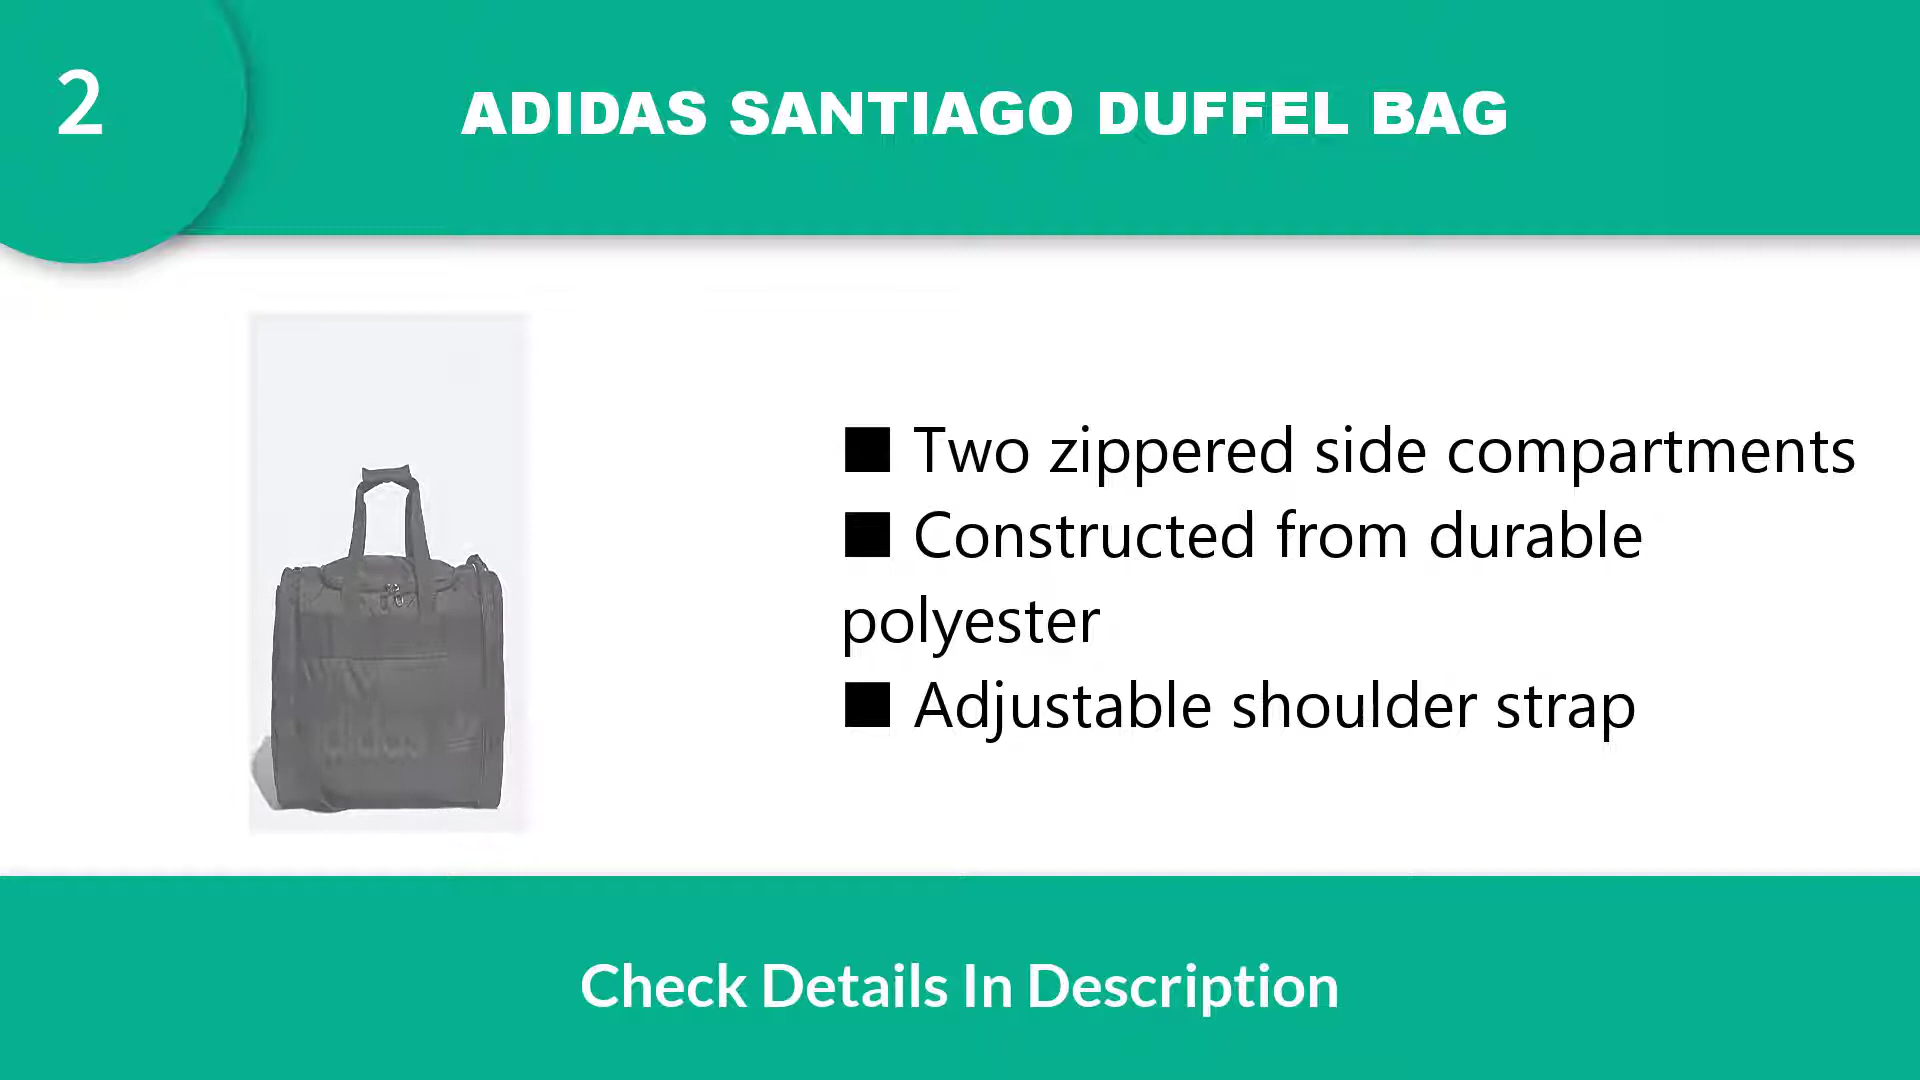 2
ADIDAS SANTIAGO DUFFEL BAG
■ Two zippered side compartments
■ Constructed from durable
polyester
■ Adjustable shoulder strap
adidas
Check Details In Description